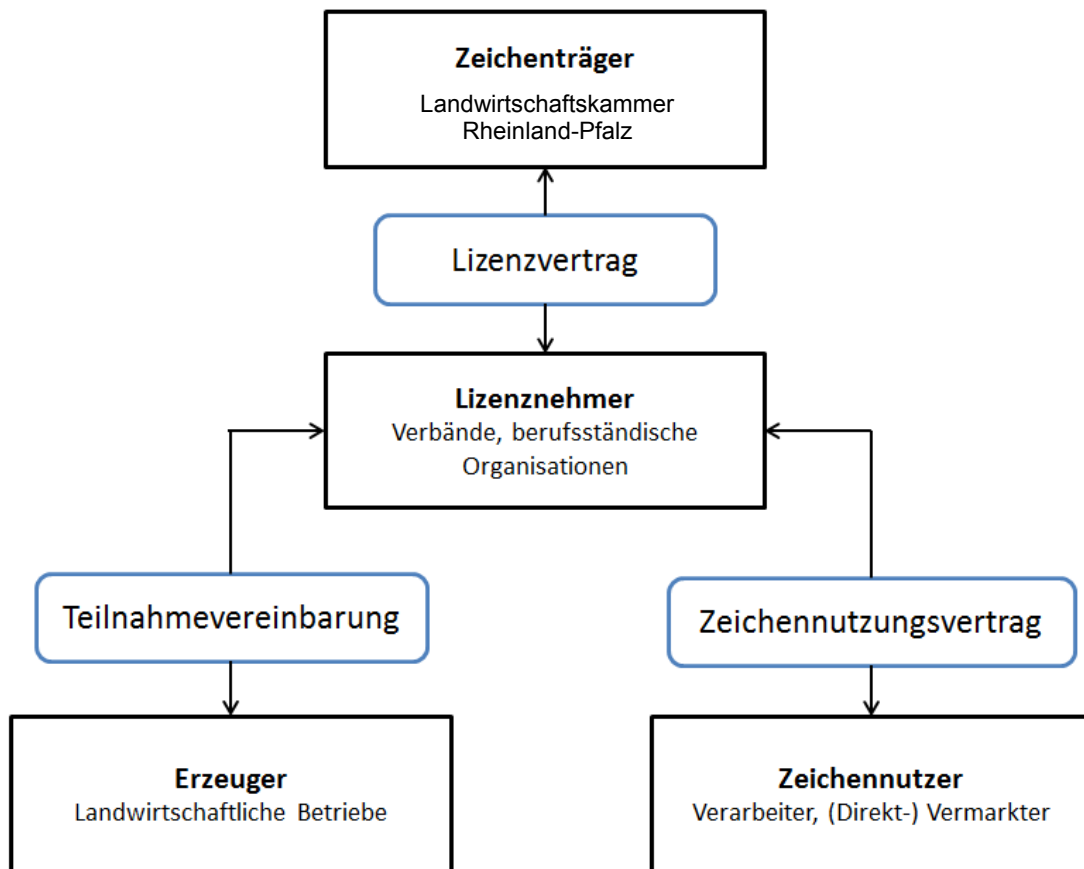 Zeichenträger
Landwirtschaftskammer
Rheinland-Pfalz
Lizenzvertrag
Lizenznehmer
Verbände, berufsständische
Organisationen
Teilnahmevereinbarung
Zeichennutzungsvertrag
Erzeuger
Landwirtschaftliche Betriebe
Zeichennutzer
Verarbeiter, (Direkt-) Vermarkter